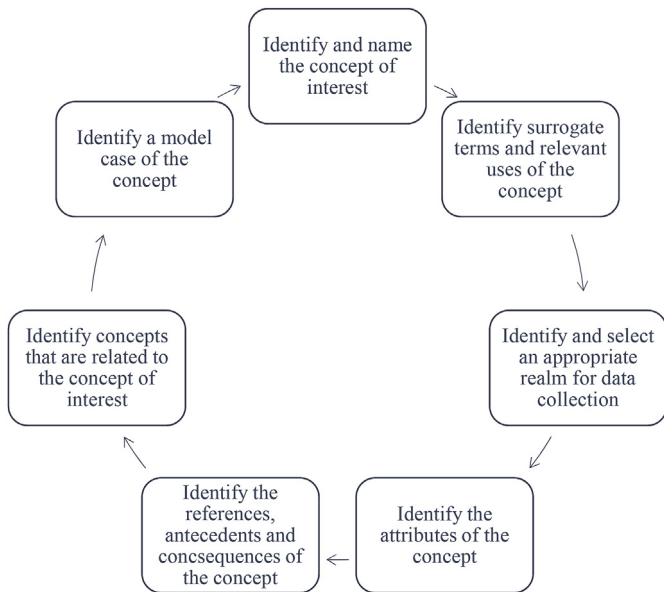 Identify and name
the concept of
interest
Identify surrogate
terms and relevant
uses of the
concept
Identify and select
an appropriate
realm for data
collection
Identify the
attributes of the
concept
Identify the
references,
antecedents and
concsequences of
the concept
Identify concepts
that are related to
the concept of
interest
Identify a model
case of the
concept